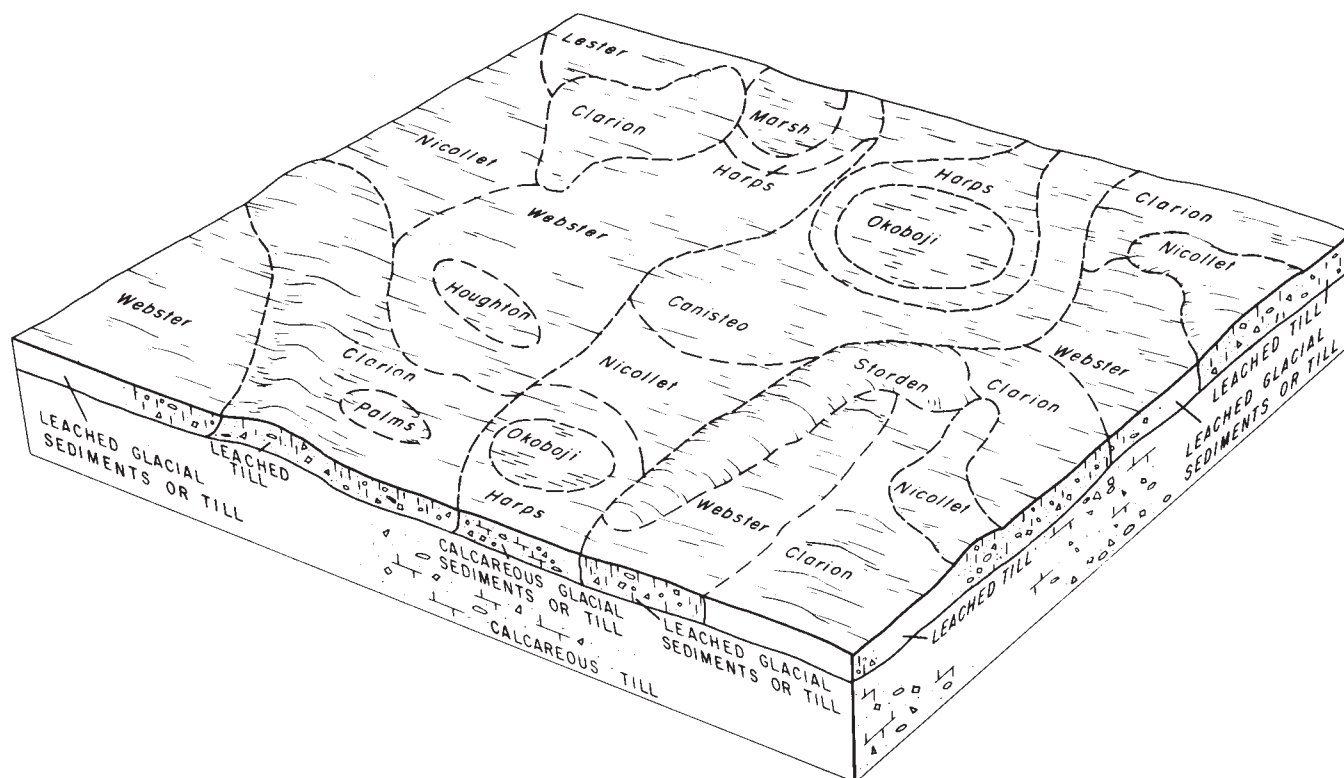 Lester
Clarion
Marsh
Nicollet
Harps
Harps
Clarion
Webster
Okoboji
Nicollet
Houghton
Canisteo
Webster
Clarion
Nicollet
Storden
Clarion
Webster
Palms
Okoboji
Nicollet
Harps
Webster
Clarion
LEACHED GLACIAL
SEDIMENTS OR TILL
LEACHED
TILL
CALCAREOUS GLACIAL
SEDIMENTS OR TILL
CALCAREOUS TILL
LEACHED GLACIAL
SEDIMENTS OR TILL
LEACHED TILL
LEACHED TILL
LEACHED GLACIAL
SEDIMENTS OR TILL